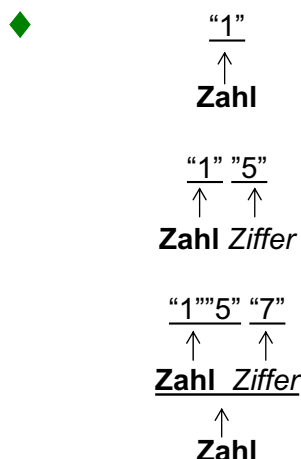 “1”
Zahl
“1” ”5”
Zahl Ziffer
“1””5” “7”
Zahl Ziffer
Zahl